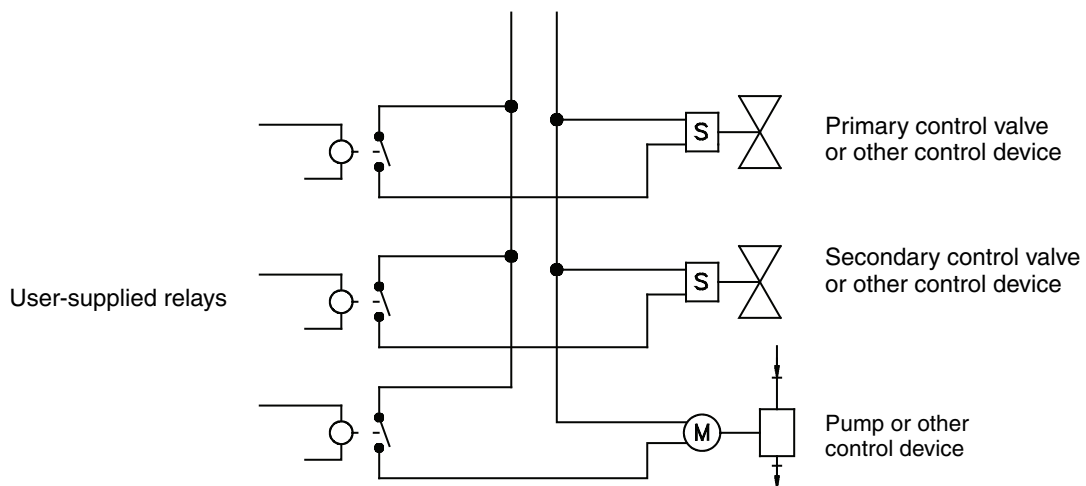 S
Primary control valve
or other control device
S
Secondary control valve
or other control device
User-supplied relays
M
Pump or other
control device